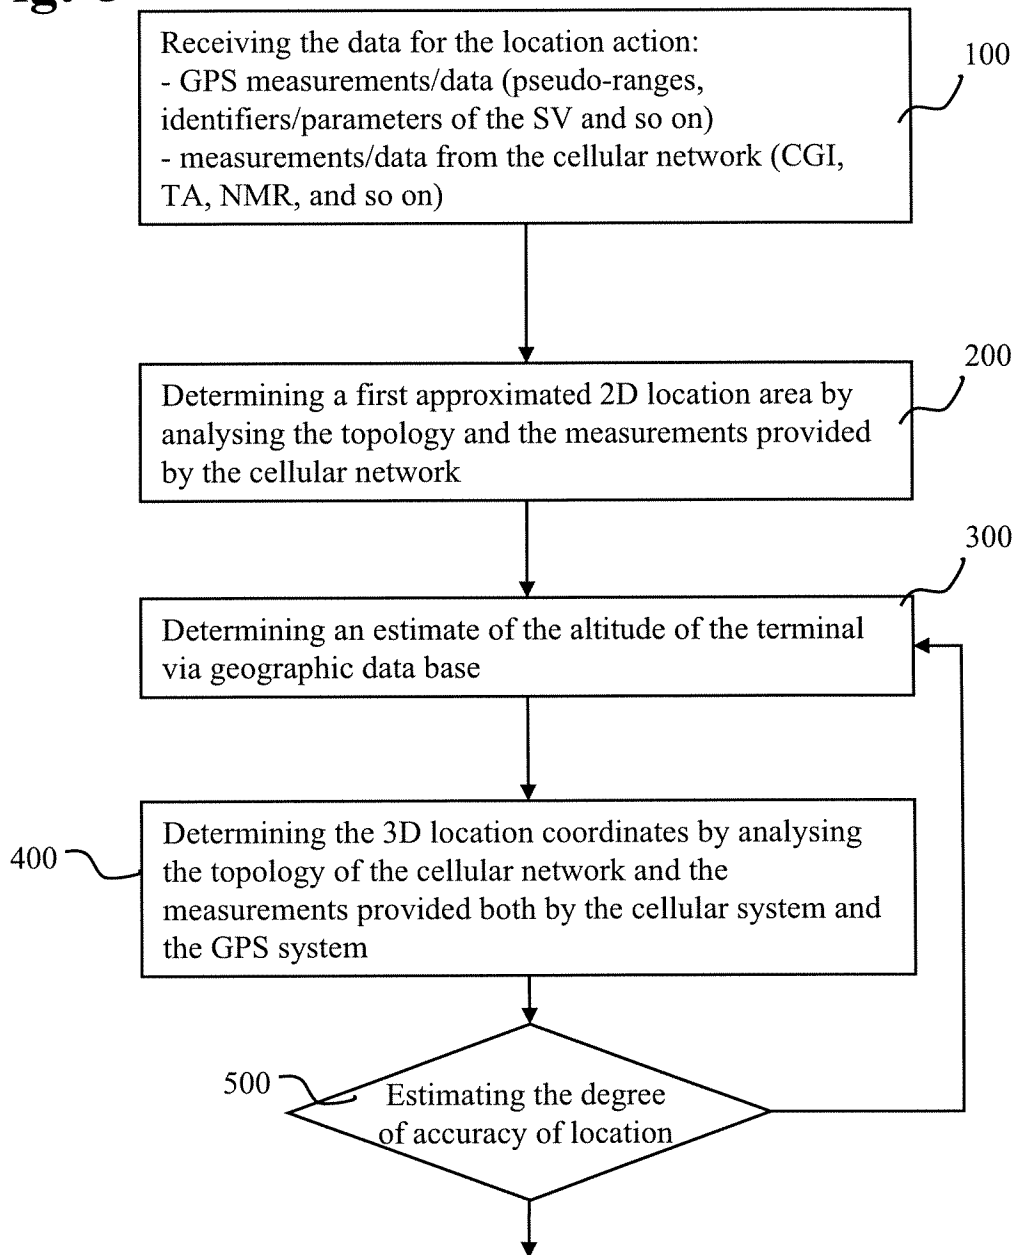 Receiving the data for the location action:
- GPS measurements/data (pseudo-ranges,
identifiers/parameters of the SV and so on)
- measurements/data from the cellular network (CGI,
TA, NMR, and so on)
100
Determining a first approximated 2D location area by
analysing the topology and the measurements provided
by the cellular network
200
300
Determining an estimate of the altitude of the terminal
via geographic data base
400
Determining the 3D location coordinates by analysing
the topology of the cellular network and the
measurements provided both by the cellular system and
the GPS system
500
Estimating the degree
of accuracy of location